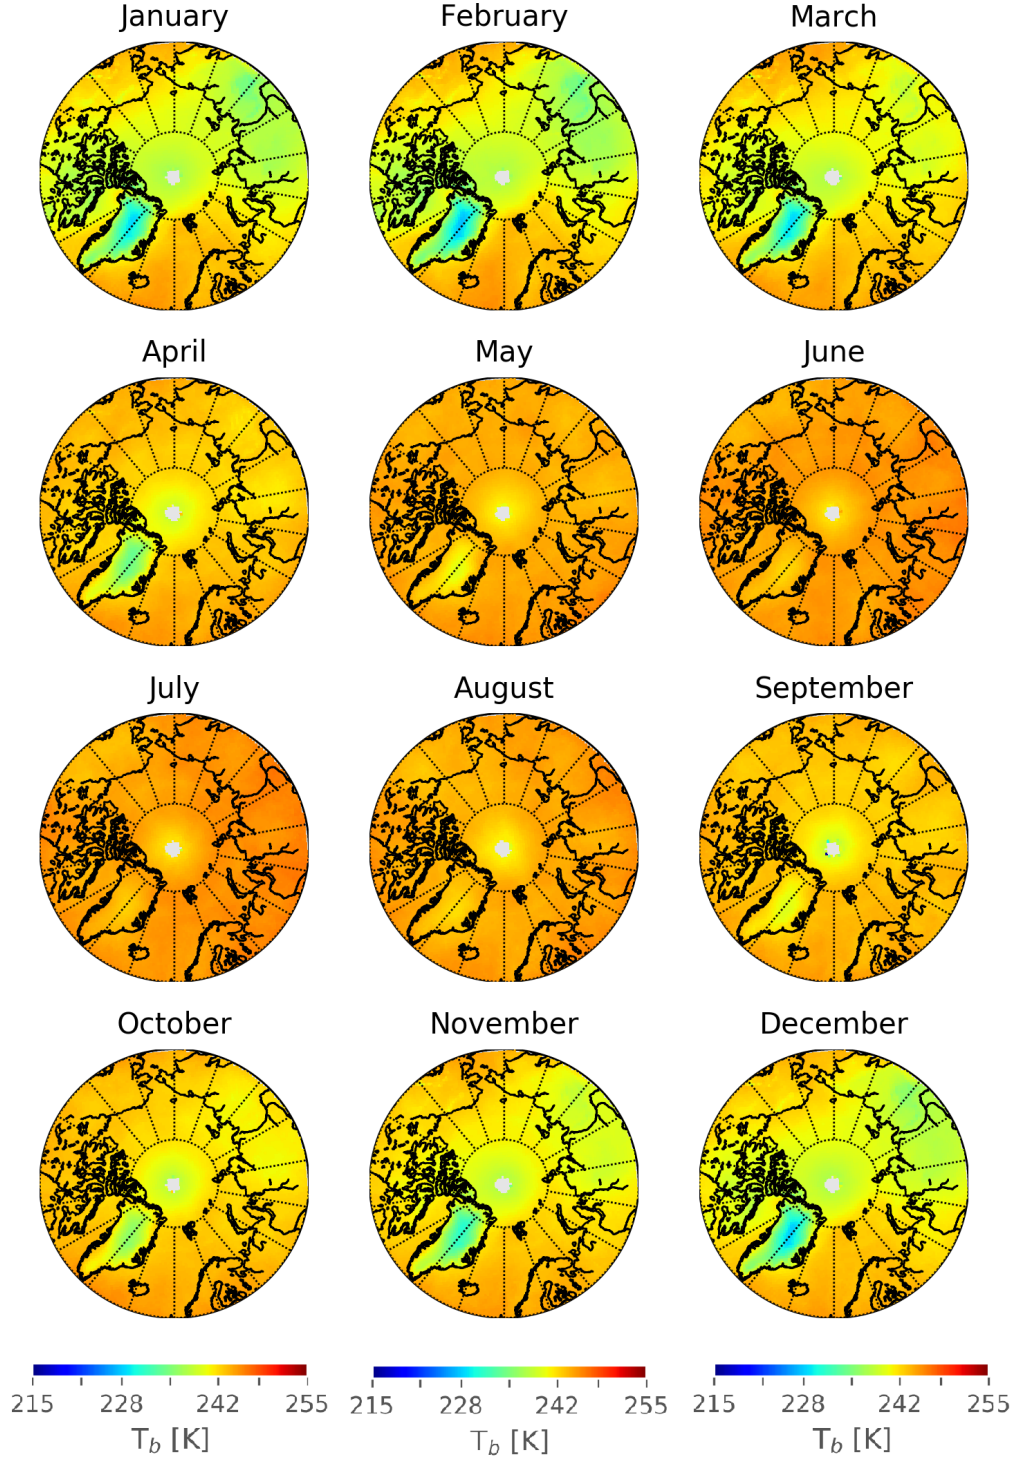 January February March
April May June
July August September
October November December
215 228 242 255 215 228 242 255 215 228 242 255
T_b [K] T_b [K] T_b [K]